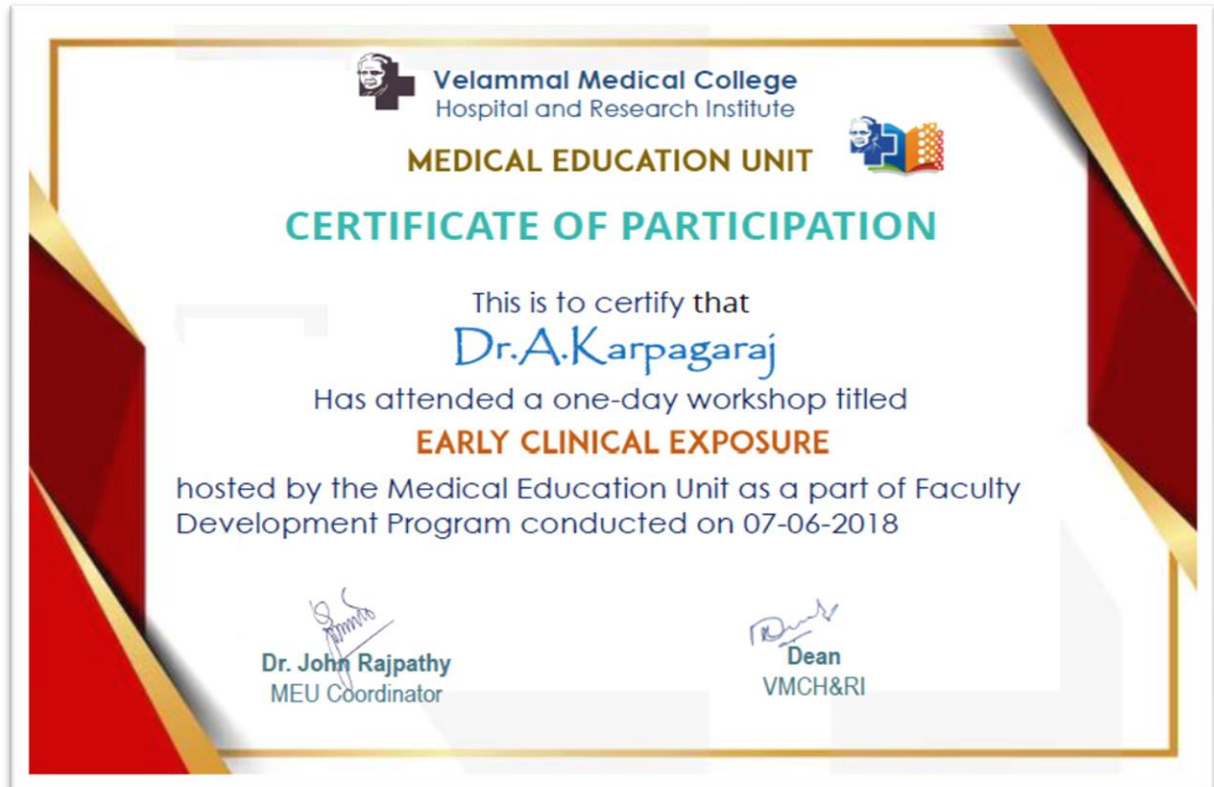 Velammal Medical College
Hospital and Research Institute
MEDICAL EDUCATION UNIT
CERTIFICATE OF PARTICIPATION
This is to certify that
Dr.A.Karpagaraj
Has attended a one-day workshop titled
EARLY CLINICAL EXPOSURE
hosted by the Medical Education Unit as a part of Faculty
Development Program conducted on 07-06-2018
Dr. John Rajpathy
MEU Coordinator
Dean
VMCH&RI